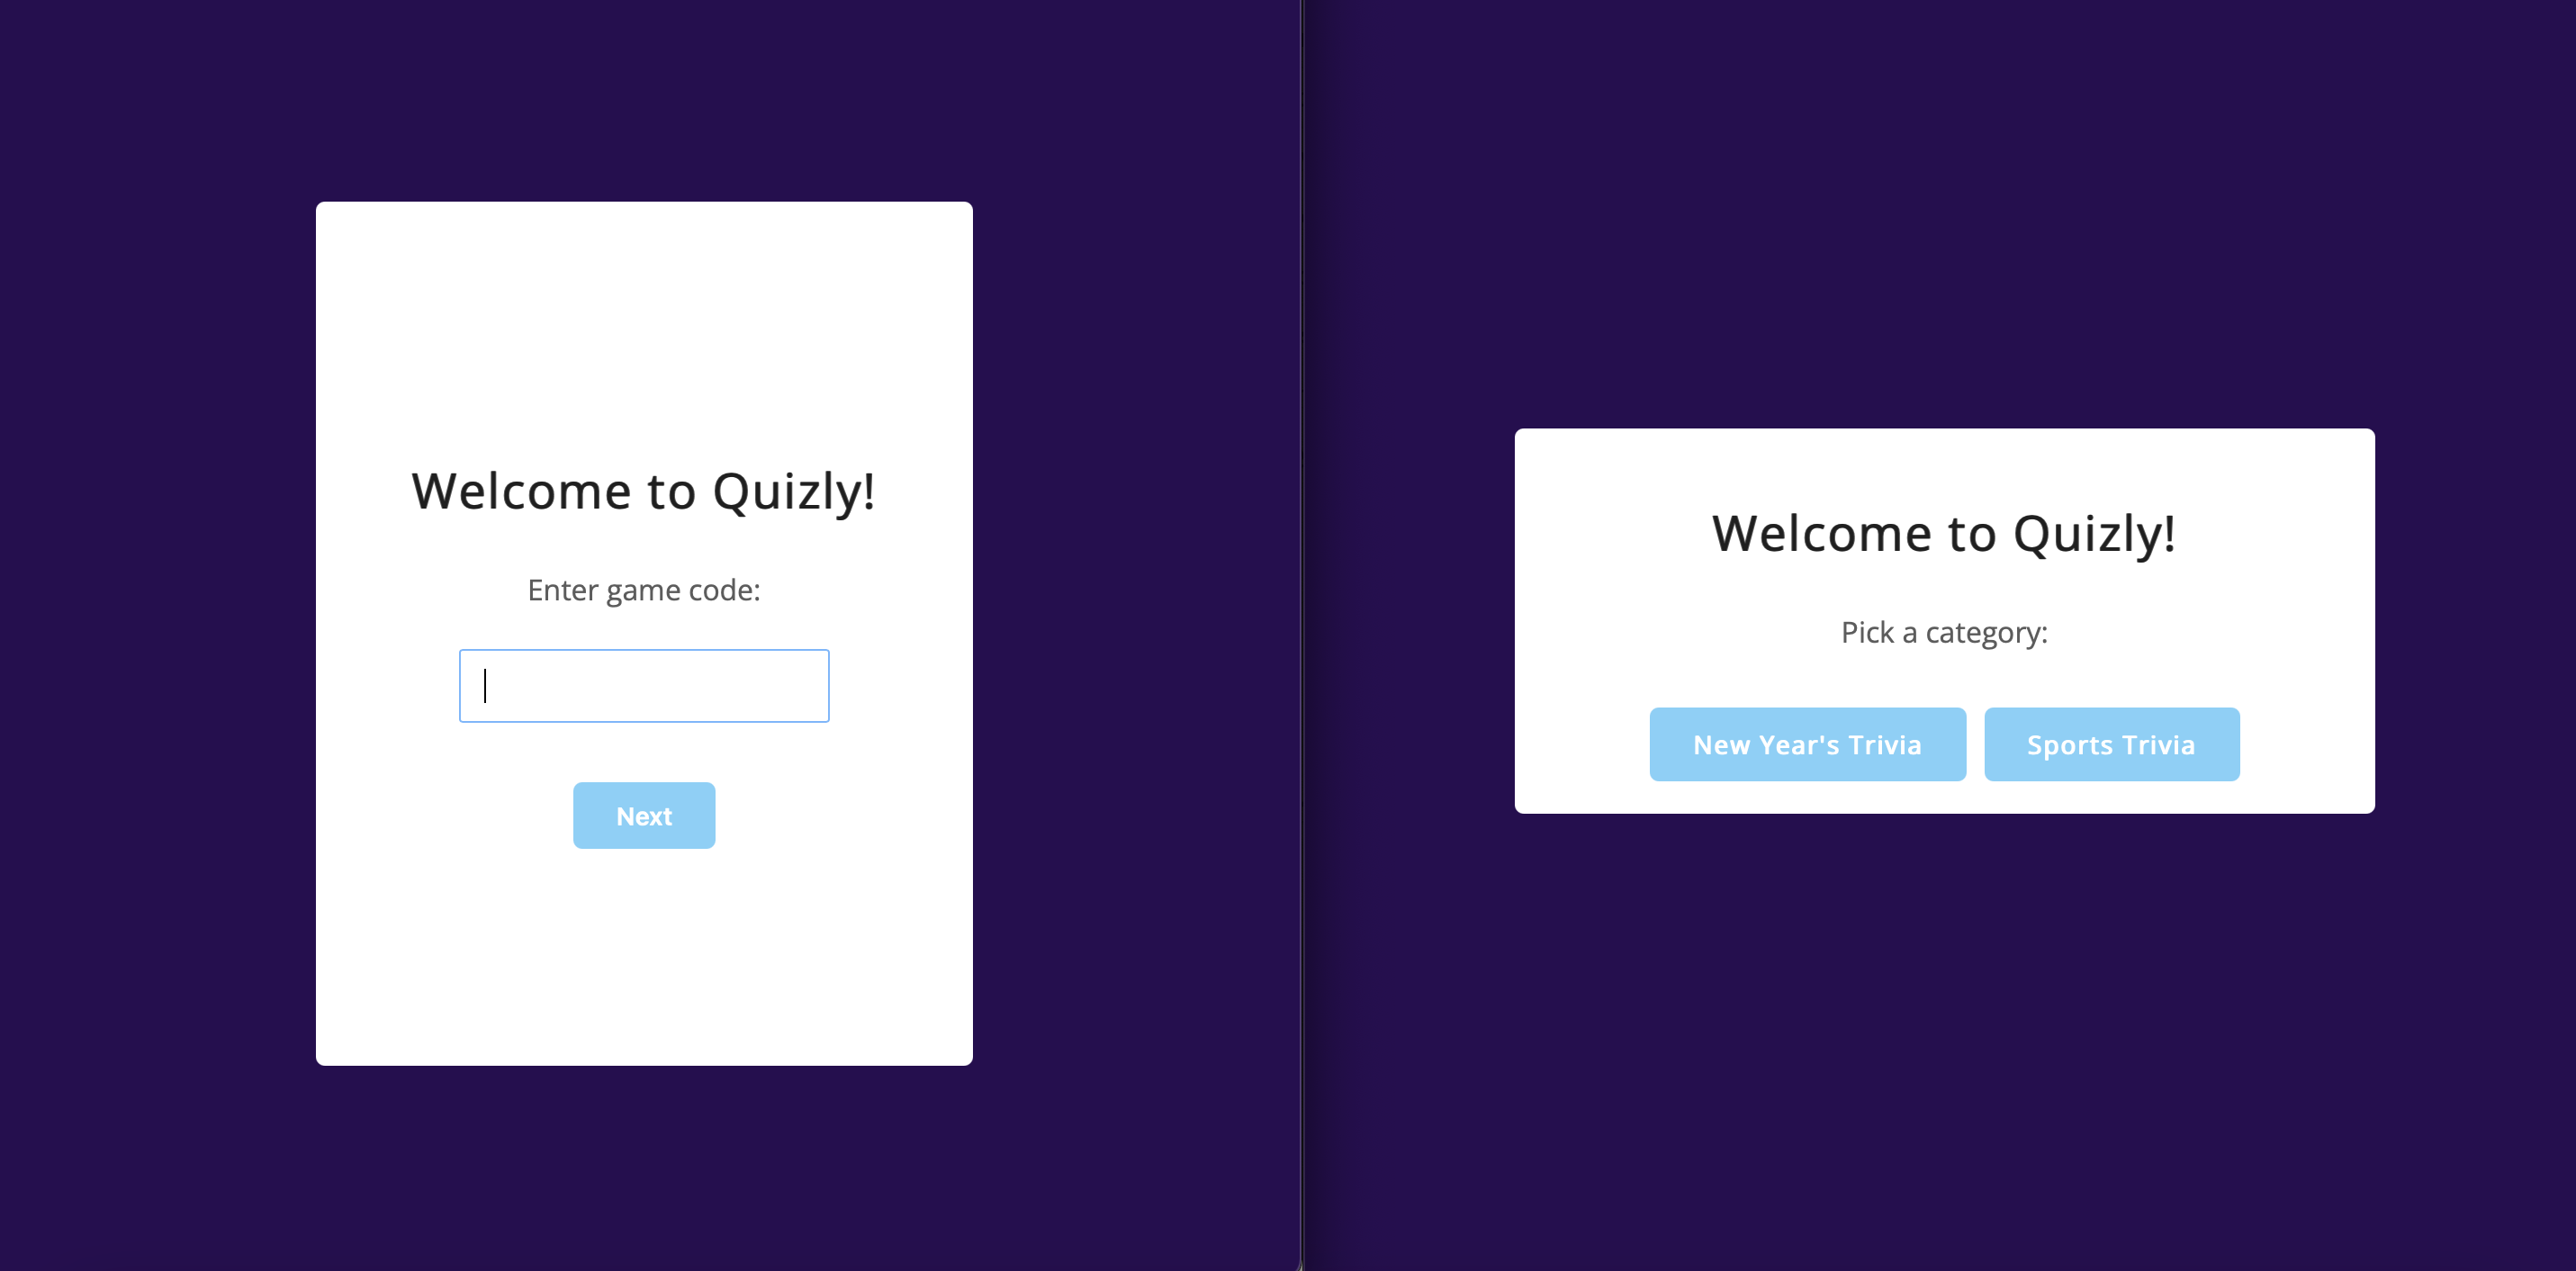 Welcome to Quizly!
Enter game code:
Next
Welcome to Quizly!
Pick a category:
New Year's Trivia
Sports Trivia